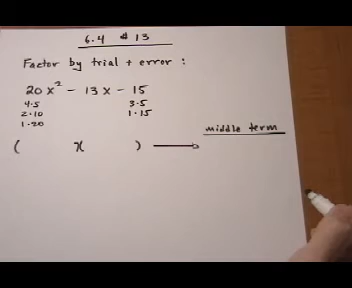 6.4 # 13
Factor by trial + error :
20x² - 13x - 15
4·5 3·5
2·10 1·15
1·20
middle term
( )( ) →